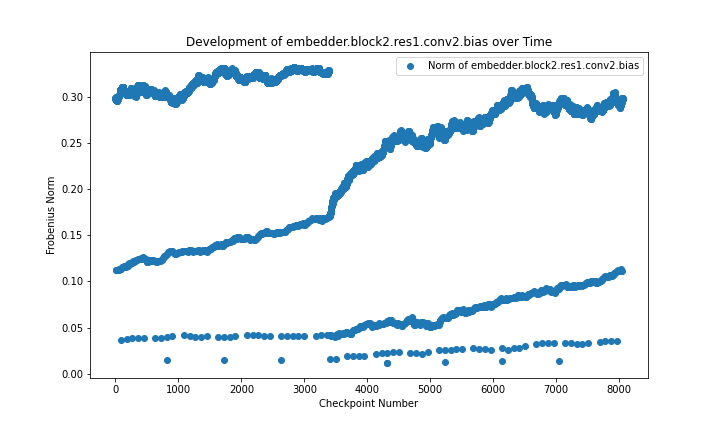 Development of embedder.block2.res1.conv2.bias over Time
Norm of embedder.block2.res1.conv2.bias
Frobenius Norm
0.30
0.25
0.20
0.15
0.10
0.05
0.00
0 1000 2000 3000 4000 5000 6000 7000 8000
Checkpoint Number